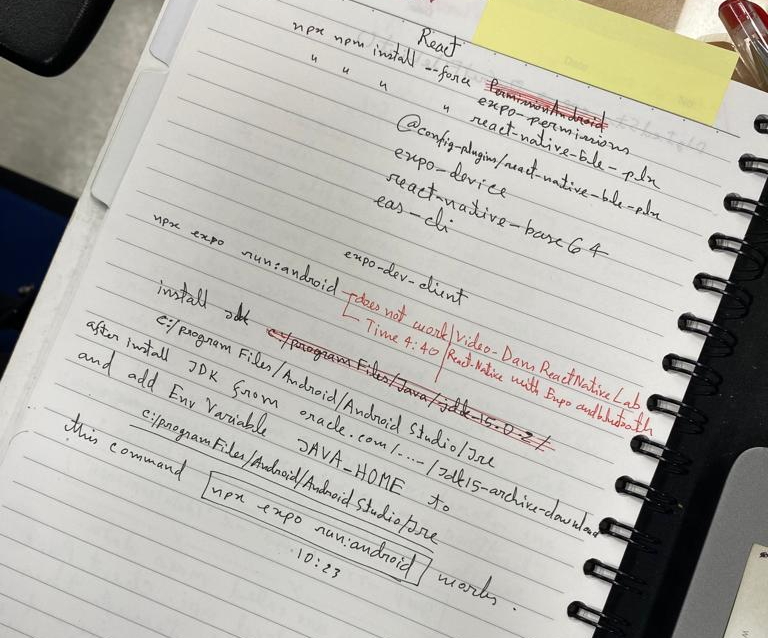 React
npx npm install --force PermissionAndroid
" " " expo-permissions
" react-native-ble-plx
@config-plugins/react-native-ble-plx
expo-device
react-native-base64
eas-cli
expo-dev-client
npx expo run:android
does not work
Time 4:40
Video- Dam ReactNative Lab
React-Native with Expo and bluetooth
install jdk c:/program Files/Java/jdk-15.0.2/
c:/program Files/Android/Android Studio/Jre
after install JDK from oracle.com/...../Jdk15-archive-download
and add Env Variable JAVA_HOME to
c:/program Files/Android/Android Studio/Jre
this command npx expo run:android works.
10:23